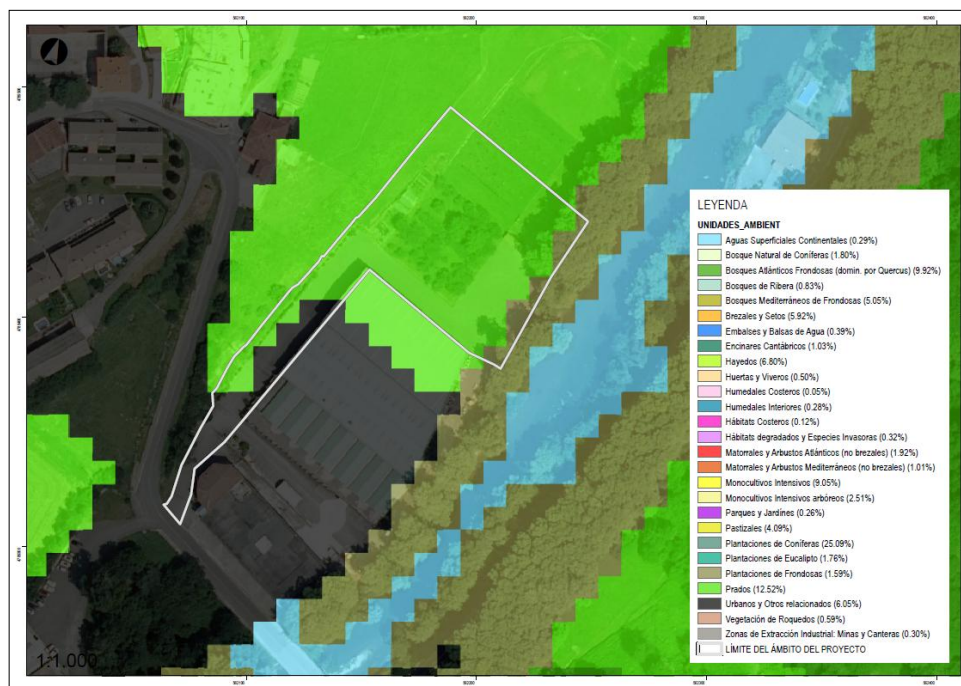 LEYENDA
UNIDADES_AMBIENT
Aguas Superficiales Continentales (0.29%)
Bosque Natural de Coníferas (1.80%)
Bosques Atlánticos Frondosas (domin. por Quercus) (9.92%)
Bosques de Ribera (0.83%)
Bosques Mediterráneos de Frondosas (5.05%)
Brezales y Setos (5.92%)
Embalses y Balsas de Agua (0.39%)
Encinares Cantábricos (1.03%)
Hayedos (6.80%)
Huertas y Viveros (0.50%)
Humedales Costeros (0.05%)
Humedales Interiores (0.28%)
Hábitats Costeros (0.12%)
Hábitats degradados y Especies Invasoras (0.32%)
Matorrales y Arbustos Atlánticos (no brezales) (1.92%)
Matorrales y Arbustos Mediterráneos (no brezales) (1.01%)
Monocultivos Intensivos (9.05%)
Monocultivos Intensivos arbóreos (2.51%)
Parques y Jardines (0.26%)
Pastizales (4.09%)
Plantaciones de Coníferas (25.09%)
Plantaciones de Eucalipto (1.76%)
Plantaciones de Frondosas (1.59%)
Prados (12.52%)
Urbanos y Otros relacionados (6.05%)
Vegetación de Roquedos (0.59%)
Zonas de Extracción Industrial: Minas y Canteras (0.30%)
LÍMITE DEL ÁMBITO DEL PROYECTO
1:1.000